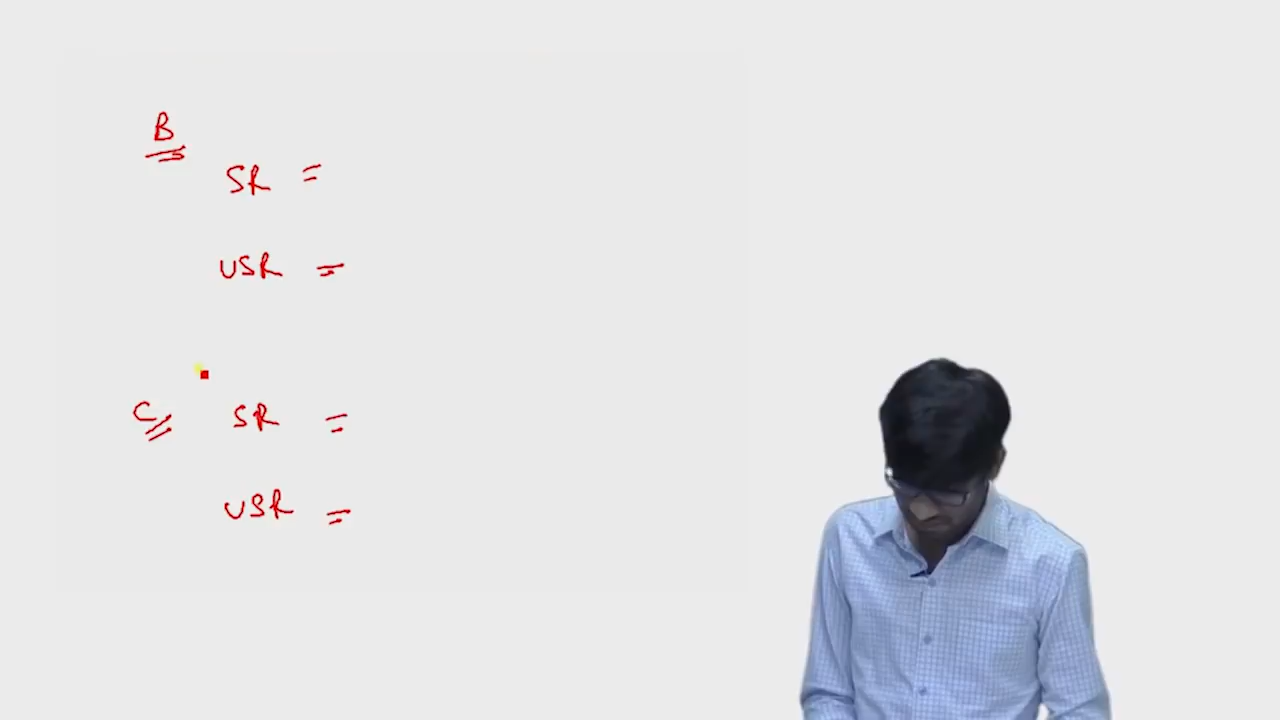 B
SR =
USR =
C SR =
USR =